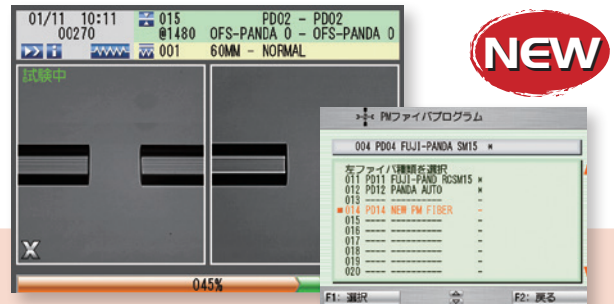 01/11 10:11
00270
015 PD02 - PD02
@1480 OFS-PANDA 0 - OFS-PANDA 0
001 60MM - NORMAL
試験中
X
045%
NEW
PMファイバプログラム
004 PD04 FUJI-PANDA SM15 *
左ファイバ種類を選択
011 PD11 FUJI-PAND RCSM15 *
012 PD12 PANDA AUTO *
013 ---- ---------- -
014 PD14 NEW PM FIBER -
015 ---- ---------- -
016 ---- ---------- -
017 ---- ---------- -
018 ---- ---------- -
019 ---- ---------- -
020 ---- ---------- -
F1: 選択
F2: 戻る